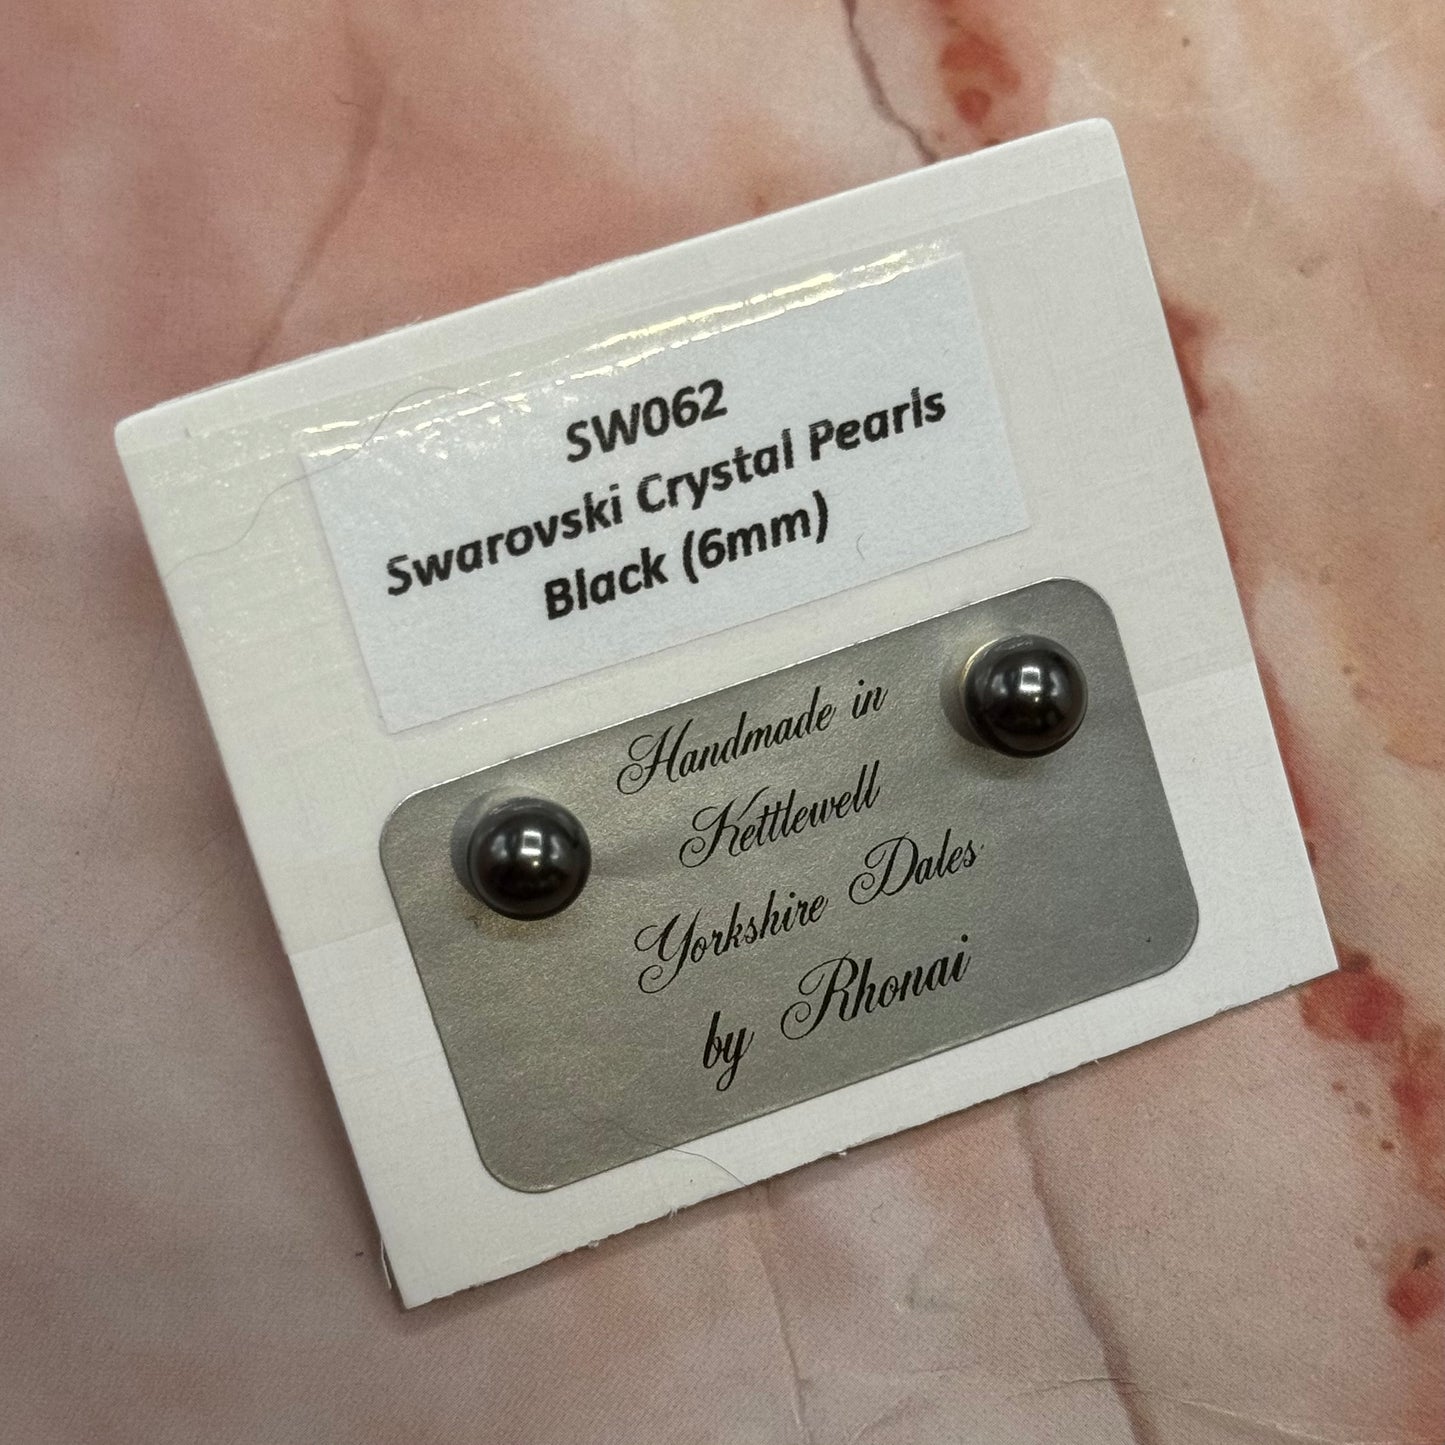 SW062
Swarovski Crystal Pearls
Black (6mm)
Handmade in
Kettlewell
Yorkshire Dales
by Rhonai